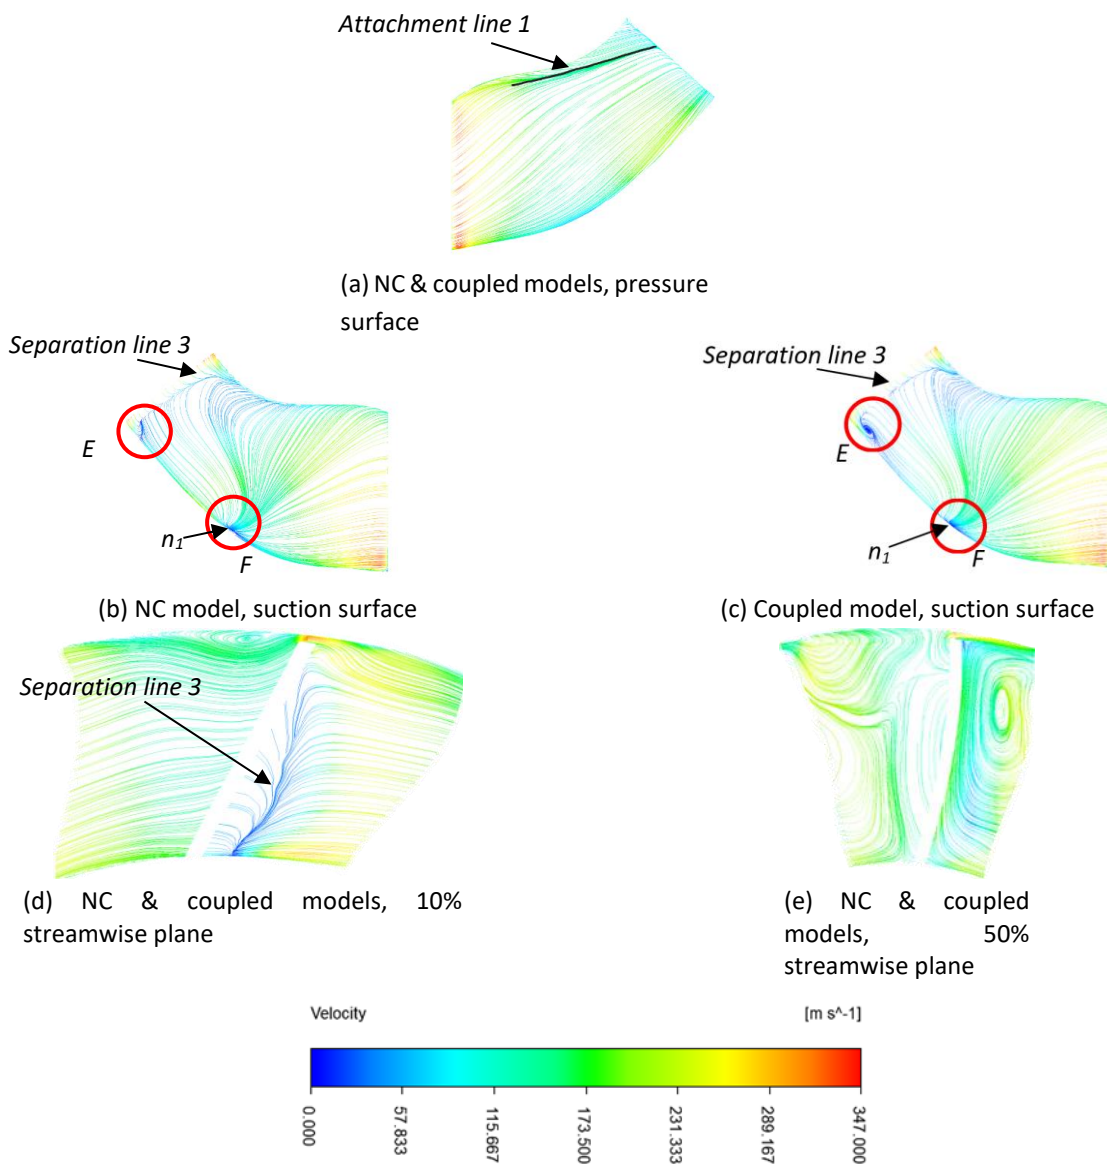 Attachment line 1
(a) NC & coupled models, pressure
surface
Separation line 3
E
n1
F
(b) NC model, suction surface
Separation line 3
E
n1
F
(c) Coupled model, suction surface
Separation line 3
(d) NC & coupled models, 10%
streamwise plane
(e) NC & coupled
models, 50%
streamwise plane
Velocity
[m s^-1]
0.000
57.833
115.667
173.500
231.333
289.167
347.000